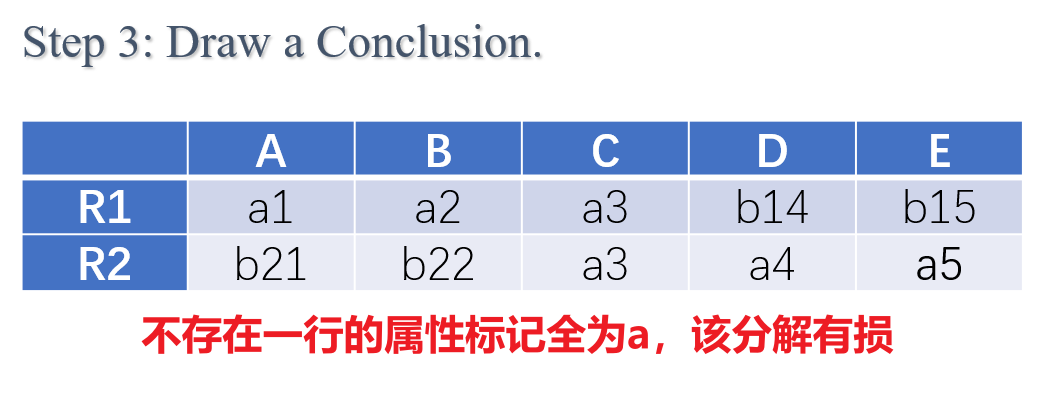 Step 3: Draw a Conclusion.
A B C D E
R1 a1 a2 a3 b14 b15
R2 b21 b22 a3 a4 a5
不存在一行的属性标记全为a，该分解有损